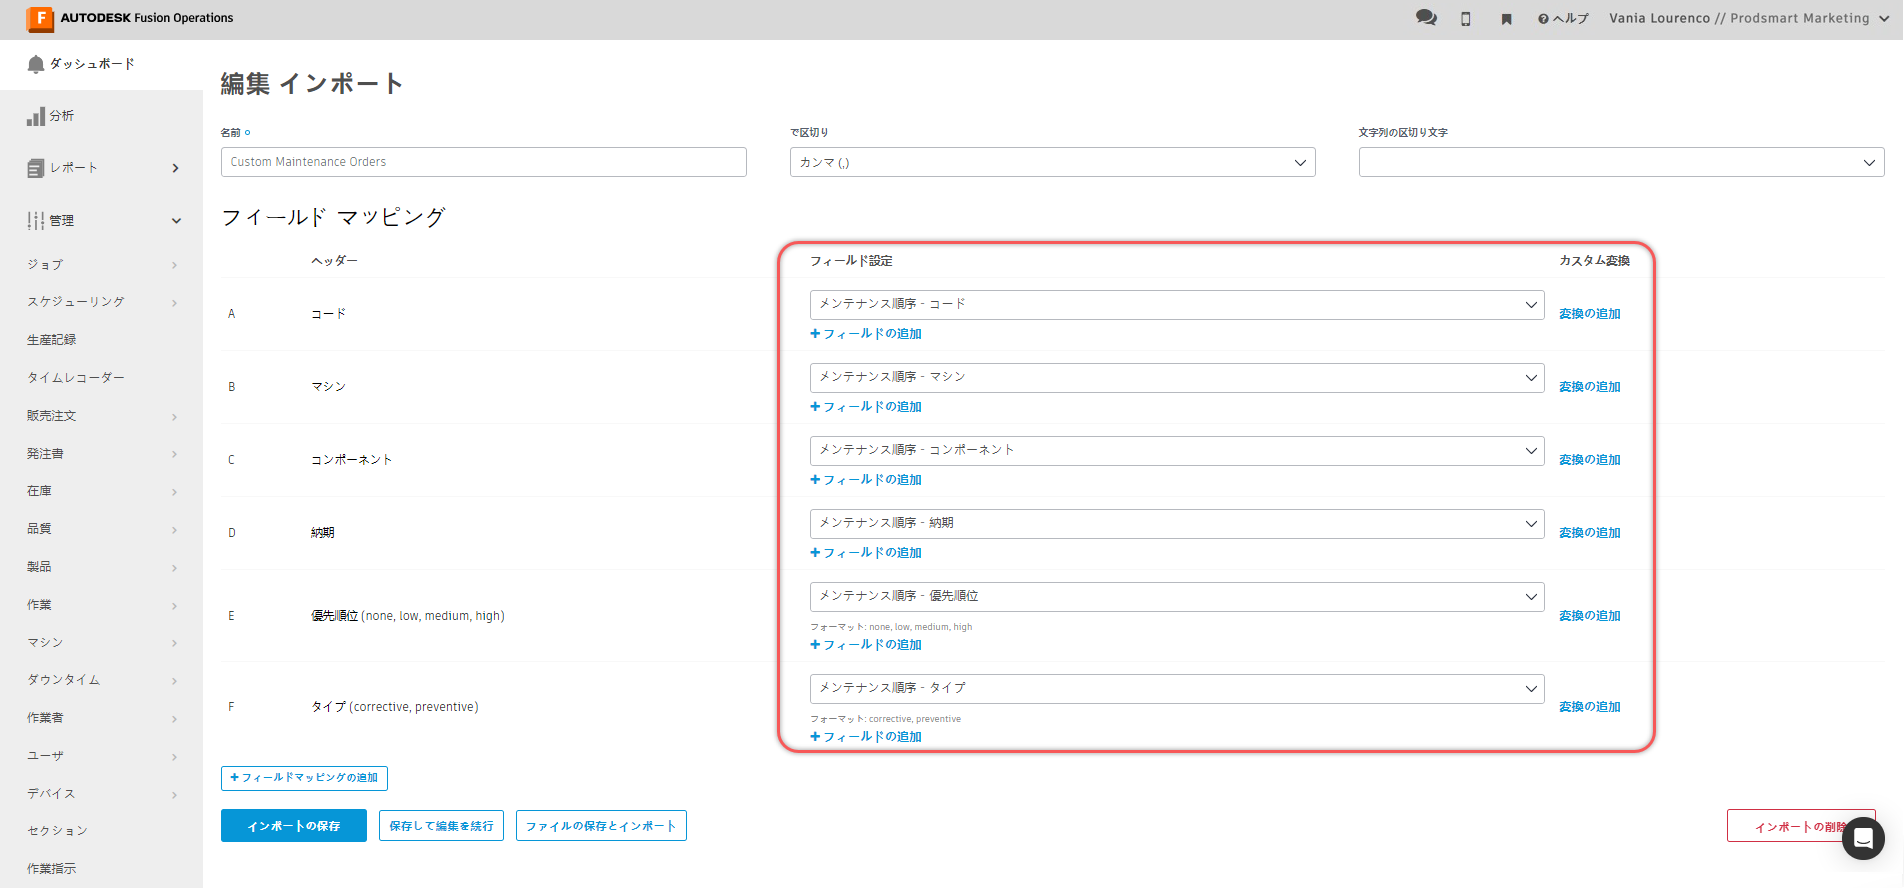 F AUTODESK Fusion Operations
ヘルプ
Vania Lourenco // Prodsmart Marketing
ダッシュボード
分析
レポート
管理
ジョブ
スケジューリング
生産記録
タイムレコーダー
販売注文
発注書
在庫
品質
製品
作業
マシン
ダウンタイム
作業者
ユーザ
デバイス
セクション
作業指示
編集 インポート
名前
で区切り
文字列の区切り文字
Custom Maintenance Orders
カンマ (,)
フィールド マッピング
ヘッダー
フィールド設定
カスタム変換
A
コード
メンテナンス順序 - コード
+ フィールドの追加
変換の追加
B
マシン
メンテナンス順序 - マシン
+ フィールドの追加
変換の追加
C
コンポーネント
メンテナンス順序 - コンポーネント
+ フィールドの追加
変換の追加
D
納期
メンテナンス順序 - 納期
+ フィールドの追加
変換の追加
E
優先順位 (none, low, medium, high)
メンテナンス順序 - 優先順位
フォーマット: none, low, medium, high
+ フィールドの追加
変換の追加
F
タイプ (corrective, preventive)
メンテナンス順序 - タイプ
フォーマット: corrective, preventive
+ フィールドの追加
変換の追加
+ フィールドマッピングの追加
インポートの保存
保存して編集を続行
ファイルの保存とインポート
インポートの削除